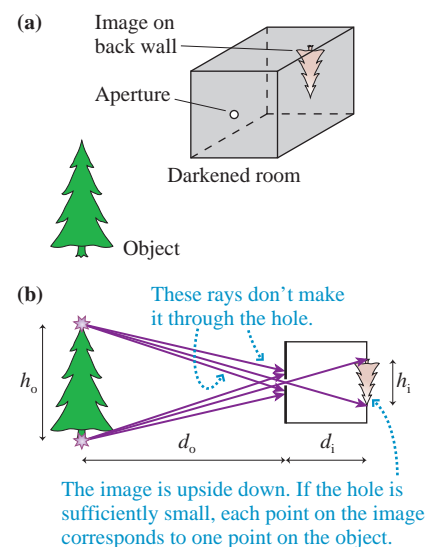 (a)
Image on
back wall
Aperture
Darkened room
Object
(b)
These rays don't make
it through the hole.
hₒ
hᵢ
dₒ
dᵢ
The image is upside down. If the hole is
sufficiently small, each point on the image
corresponds to one point on the object.